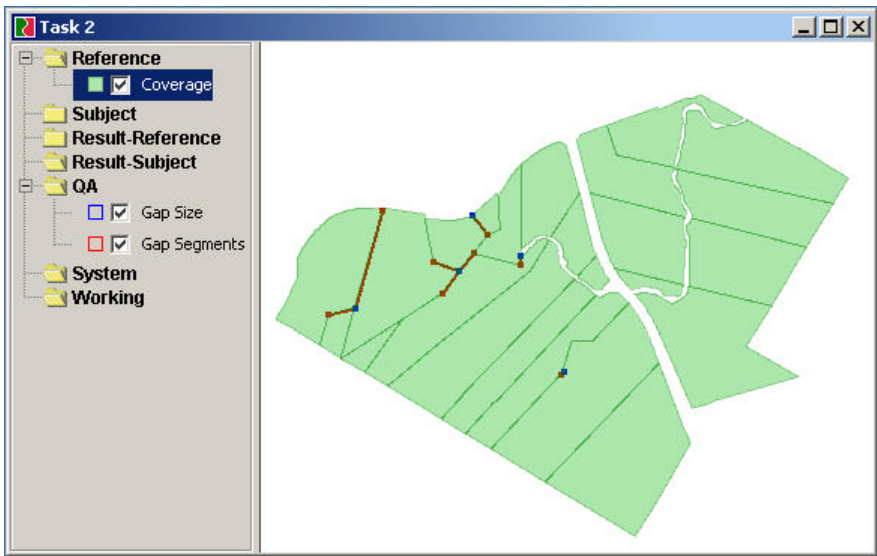 Task 2
Reference
Coverage
Subject
Result-Reference
Result-Subject
QA
Gap Size
Gap Segments
System
Working